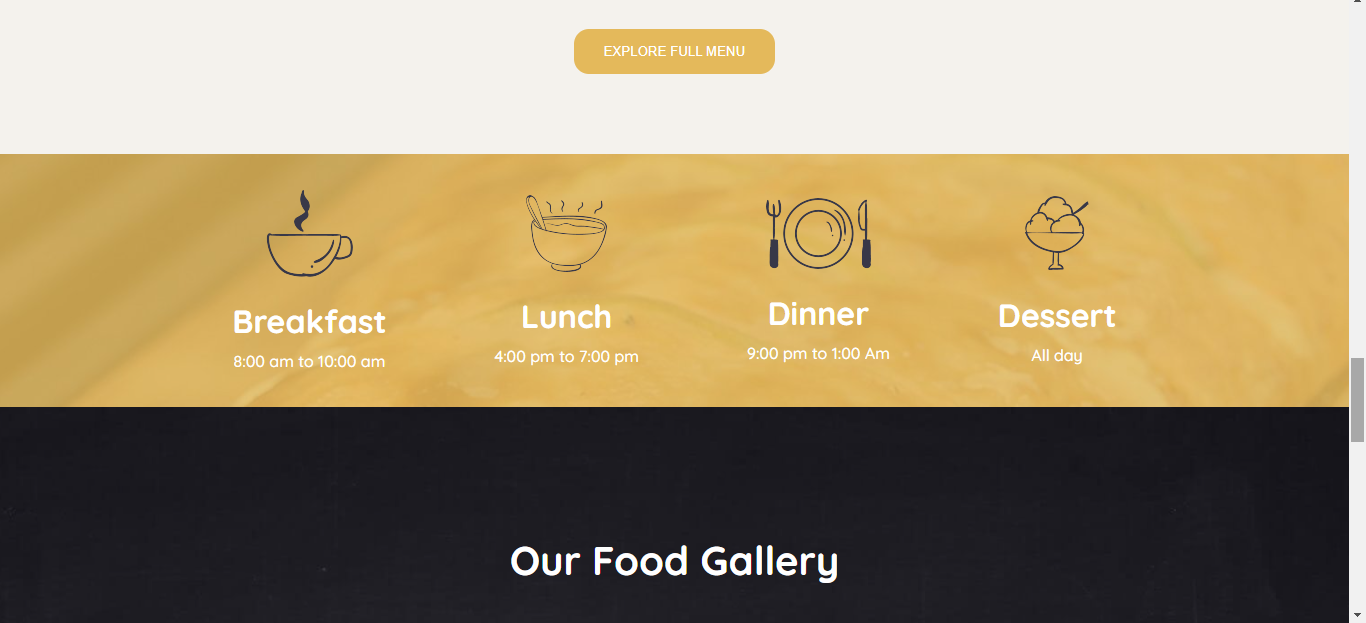 EXPLORE FULL MENU
Breakfast
8:00 am to 10:00 am
Lunch
4:00 pm to 7:00 pm
Dinner
9:00 pm to 1:00 Am
Dessert
All day
Our Food Gallery